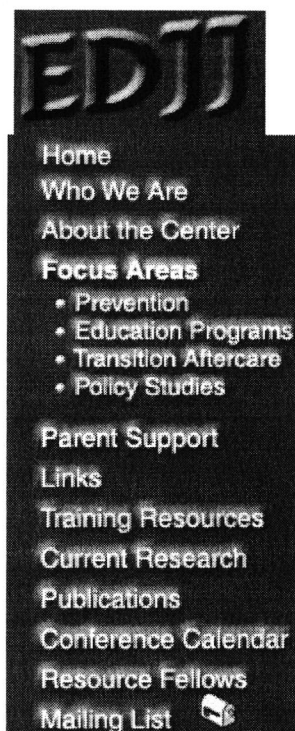 EDJJ
Home
Who We Are
About the Center
Focus Areas
• Prevention
• Education Programs
• Transition Aftercare
• Policy Studies
Parent Support
Links
Training Resources
Current Research
Publications
Conference Calendar
Resource Fellows
Mailing List